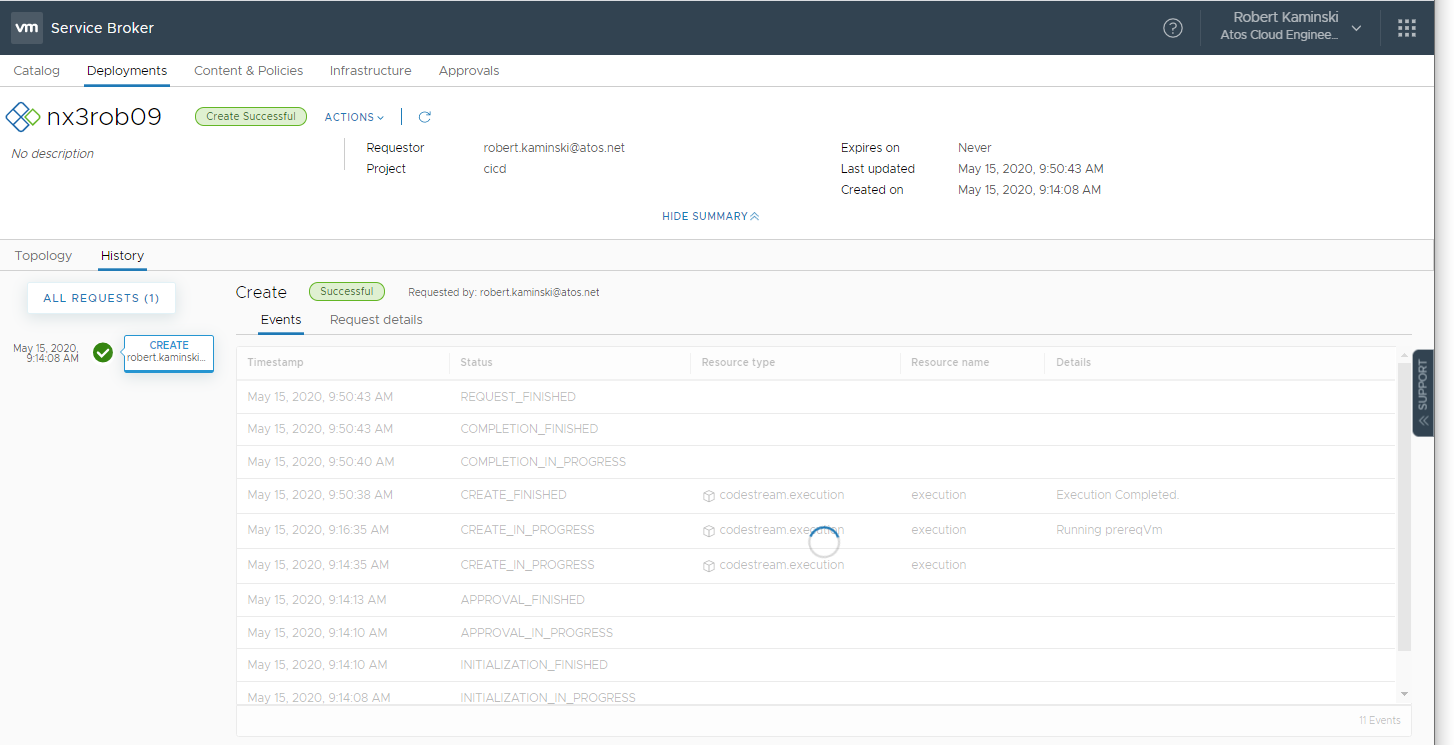 vm Service Broker
Robert Kaminski
Atos Cloud Enginee...
Catalog Deployments Content & Policies Infrastructure Approvals
nx3rob09 Create Successful ACTIONS
No description
Requestor robert.kaminski@atos.net Expires on Never
Project cicd Last updated May 15, 2020, 9:50:43 AM
Created on May 15, 2020, 9:14:08 AM
HIDE SUMMARY
Topology History
ALL REQUESTS (1)
Create Successful Requested by: robert.kaminski@atos.net
Events Request details
May 15, 2020,
9:14:08 AM
CREATE
robert.kaminski...
Timestamp Status Resource type Resource name Details
May 15, 2020, 9:50:43 AM REQUEST_FINISHED
May 15, 2020, 9:50:43 AM COMPLETION_FINISHED
May 15, 2020, 9:50:40 AM COMPLETION_IN_PROGRESS
May 15, 2020, 9:50:38 AM CREATE_FINISHED codestream.execution execution Execution Completed.
May 15, 2020, 9:16:35 AM CREATE_IN_PROGRESS codestream.execution execution Running prereqVm
May 15, 2020, 9:14:35 AM CREATE_IN_PROGRESS codestream.execution execution
May 15, 2020, 9:14:13 AM APPROVAL_FINISHED
May 15, 2020, 9:14:10 AM APPROVAL_IN_PROGRESS
May 15, 2020, 9:14:10 AM INITIALIZATION_FINISHED
May 15, 2020, 9:14:08 AM INITIALIZATION_IN_PROGRESS
11 Events
SUPPORT